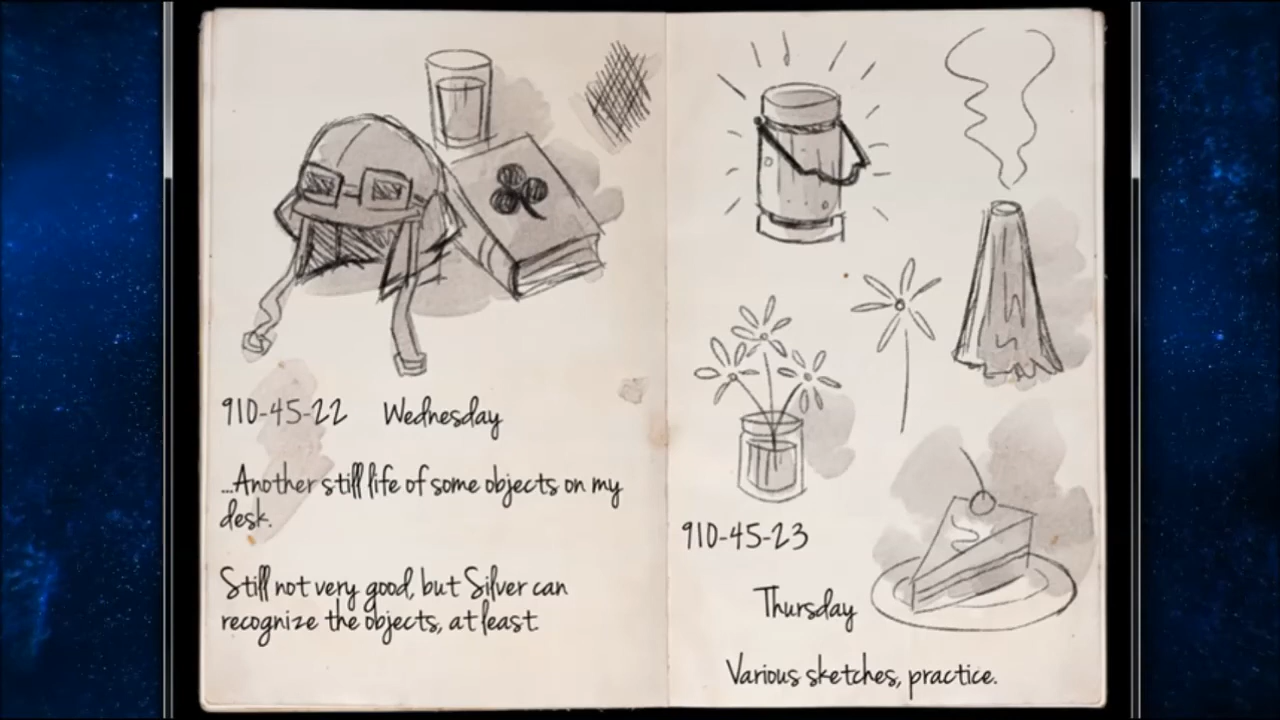 910-45-22 Wednesday
...Another still life of some objects on my
desk.
Still not very good, but Silver can
recognize the objects, at least.
910-45-23
Thursday
Various sketches, practice.